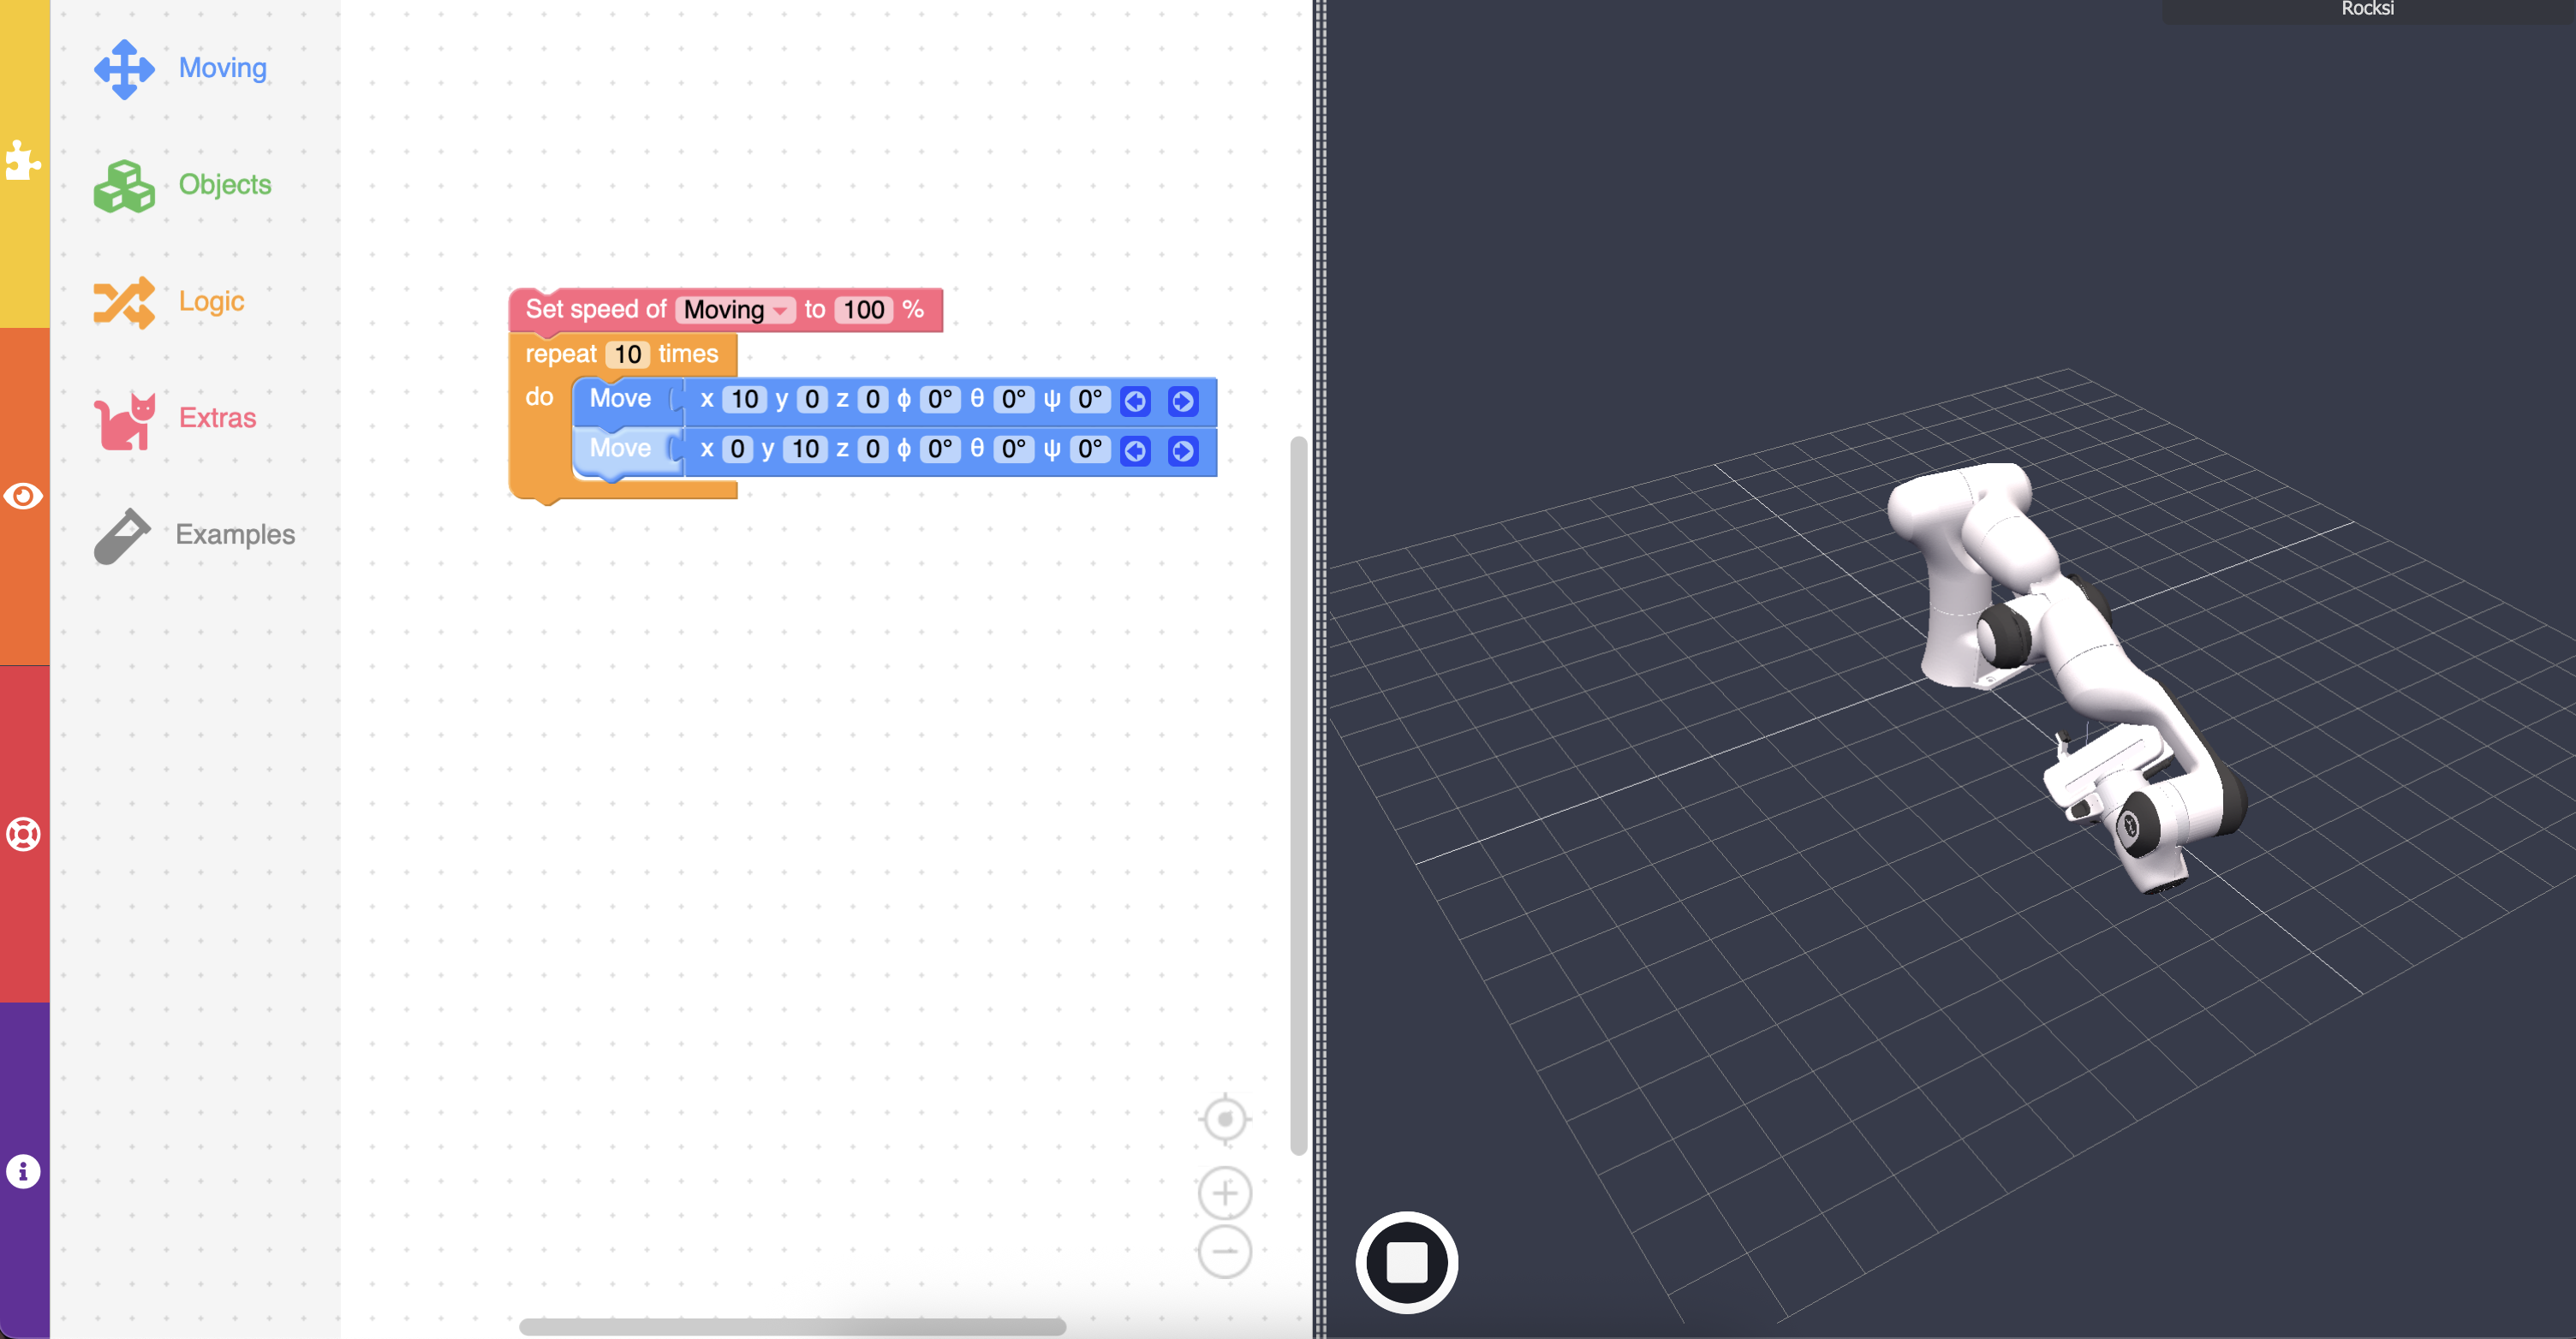 Moving
Objects
Logic
Extras
Examples
Set speed of Moving to 100 %
repeat 10 times
do
Move x 10 y 0 z 0 ϕ 0° θ 0° ψ 0°
Move x 0 y 10 z 0 ϕ 0° θ 0° ψ 0°
Rocksi